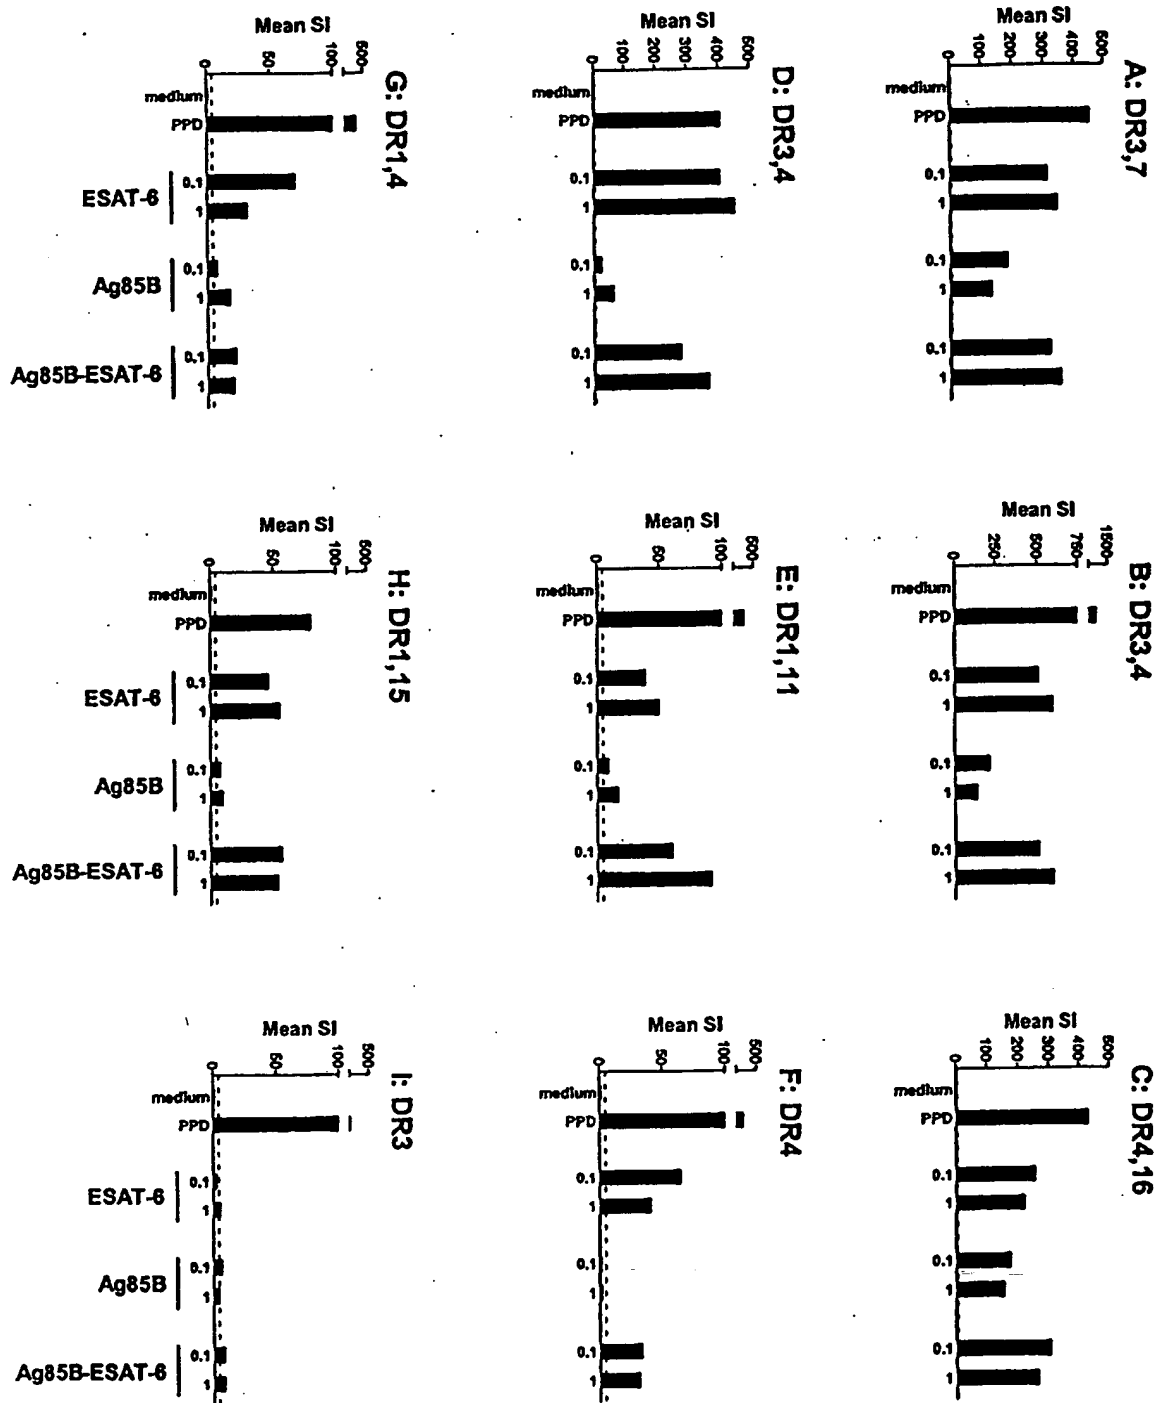 A: DR3,7
Mean SI
0 100 200 300 400 500
medium
PPD
0.1
1
0.1
1
0.1
1
B: DR3,4
Mean SI
0 250 500 750 1500
medium
PPD
0.1
1
0.1
1
0.1
1
C: DR4,16
Mean SI
0 100 200 300 400 500
medium
PPD
0.1
1
0.1
1
0.1
1
D: DR3,4
Mean SI
0 100 200 300 400 500
medium
PPD
0.1
1
0.1
1
0.1
1
E: DR1,11
Mean SI
0 50 100 500
medium
PPD
0.1
1
0.1
1
0.1
1
F: DR4
Mean SI
0 50 100 500
medium
PPD
0.1
1
0.1
1
0.1
1
G: DR1,4
Mean SI
0 50 100 500
medium
PPD
0.1
1
ESAT-6
0.1
1
Ag85B
0.1
1
Ag85B-ESAT-6
H: DR1,15
Mean SI
0 50 100 500
medium
PPD
0.1
1
ESAT-6
0.1
1
Ag85B
0.1
1
Ag85B-ESAT-6
I: DR3
Mean SI
0 50 100 500
medium
PPD
0.1
1
ESAT-6
0.1
1
Ag85B
0.1
1
Ag85B-ESAT-6